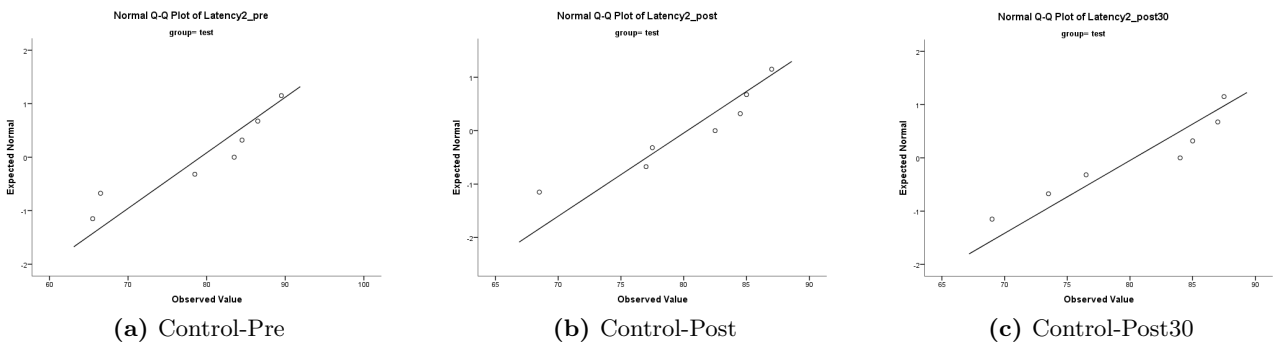 Normal Q-Q Plot of Latency2_pre
group= test
2
1
0
-1
-2
Expected Normal
60
70
80
90
100
Observed Value
(a) Control-Pre
Normal Q-Q Plot of Latency2_post
group= test
1
0
-1
-2
Expected Normal
65
70
75
80
85
90
Observed Value
(b) Control-Post
Normal Q-Q Plot of Latency2_post30
group= test
2
1
0
-1
-2
Expected Normal
65
70
75
80
85
90
Observed Value
(c) Control-Post30